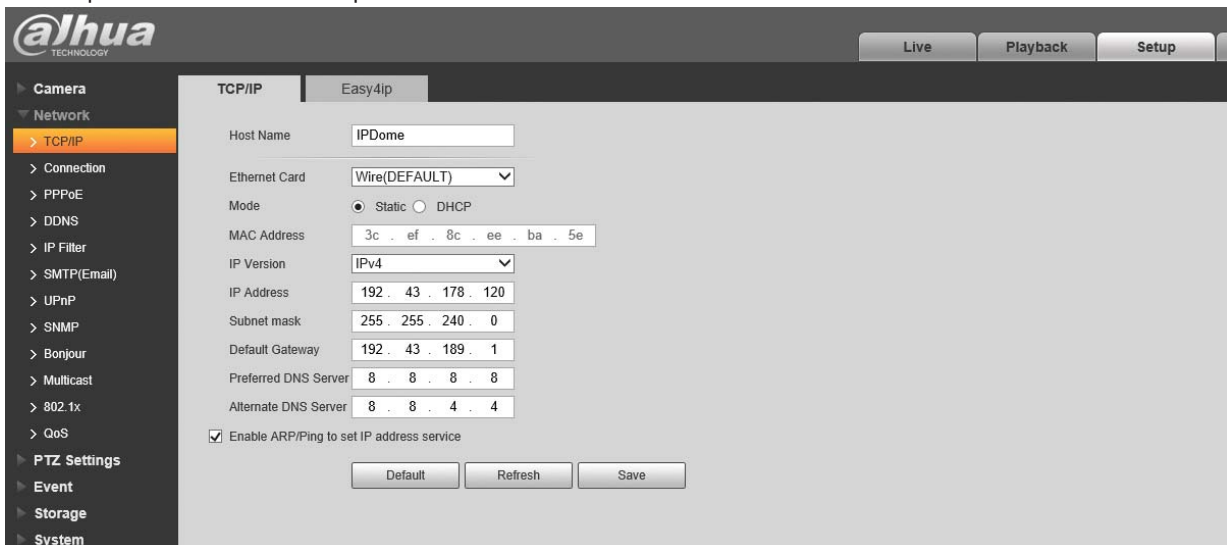 alhua
TECHNOLOGY
Live
Playback
Setup
Camera
Network
TCP/IP
Connection
PPPoE
DDNS
IP Filter
SMTP(Email)
UPnP
SNMP
Bonjour
Multicast
802.1x
QoS
PTZ Settings
Event
Storage
System
TCP/IP
Easy4ip
Host Name IPDome
Ethernet Card Wire(DEFAULT)
Mode Static DHCP
MAC Address 3c . ef . 8c . ee . ba . 5e
IP Version IPv4
IP Address 192 . 43 . 178 . 120
Subnet mask 255 . 255 . 240 . 0
Default Gateway 192 . 43 . 189 . 1
Preferred DNS Server 8 . 8 . 8 . 8
Alternate DNS Server 8 . 8 . 4 . 4
Enable ARP/Ping to set IP address service
Default Refresh Save